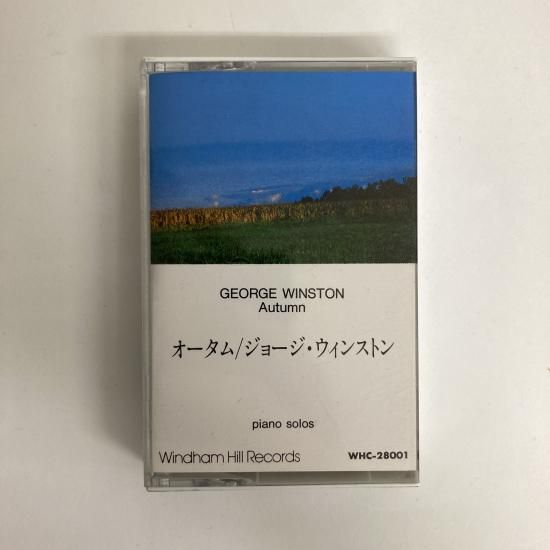 GEORGE WINSTON
Autumn
オータム/ジョージ・ウィンストン
piano solos
Windham Hill Records
WHC-28001